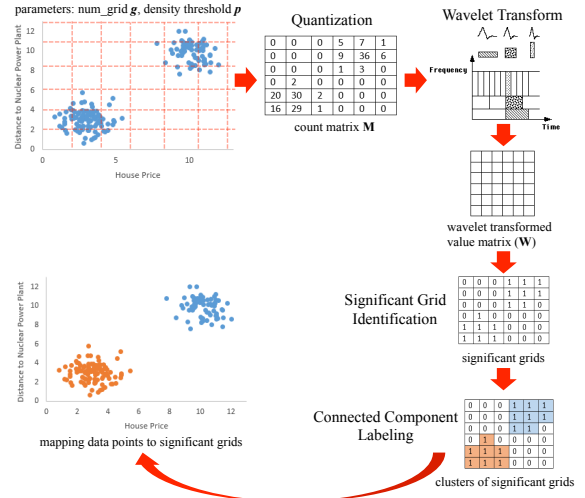 parameters: num_grid g, density threshold p
Quantization
Wavelet Transform
Distance to Nuclear Power Plant
12
10
8
6
4
2
0
0 5 10
House Price
0 0 0 5 7 1
0 0 0 9 36 6
0 0 0 1 3 0
0 2 0 0 0 0
20 30 2 0 0 0
16 29 1 0 0 0
count matrix M
Frequency
Time
wavelet transformed
value matrix (W)
Significant Grid
Identification
0 0 0 1 1 1
0 0 0 1 1 1
0 0 0 1 1 0
0 1 0 0 0 0
1 1 1 0 0 0
1 1 1 0 0 0
significant grids
Connected Component
Labeling
0 0 0 1 1 1
0 0 0 1 1 1
0 0 0 1 1 0
0 1 0 0 0 0
1 1 1 0 0 0
1 1 1 0 0 0
clusters of significant grids
Distance to Nuclear Power Plant
12
10
8
6
4
2
0
0 2 4 6 8 10 12
House Price
mapping data points to significant grids